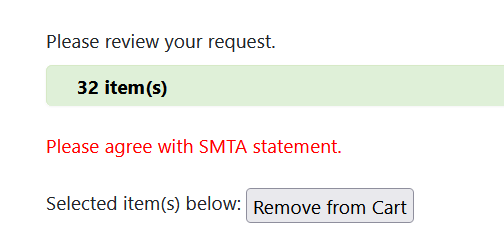 Please review your request.
32 item(s)
Please agree with SMTA statement.
Selected item(s) below: Remove from Cart